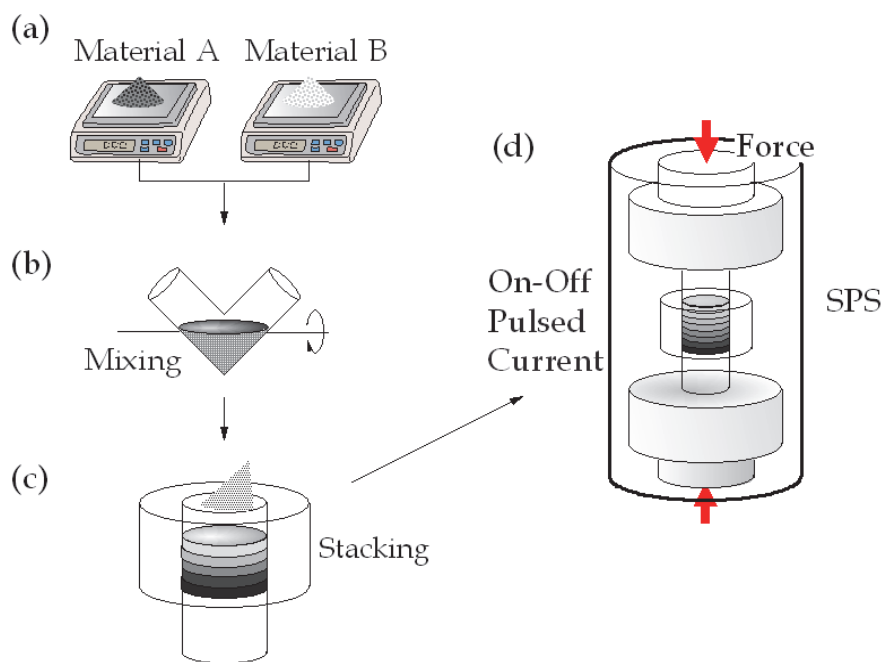 (a)
Material A
Material B
(b)
Mixing
(c)
Stacking
(d)
Force
On-Off
Pulsed
Current
SPS